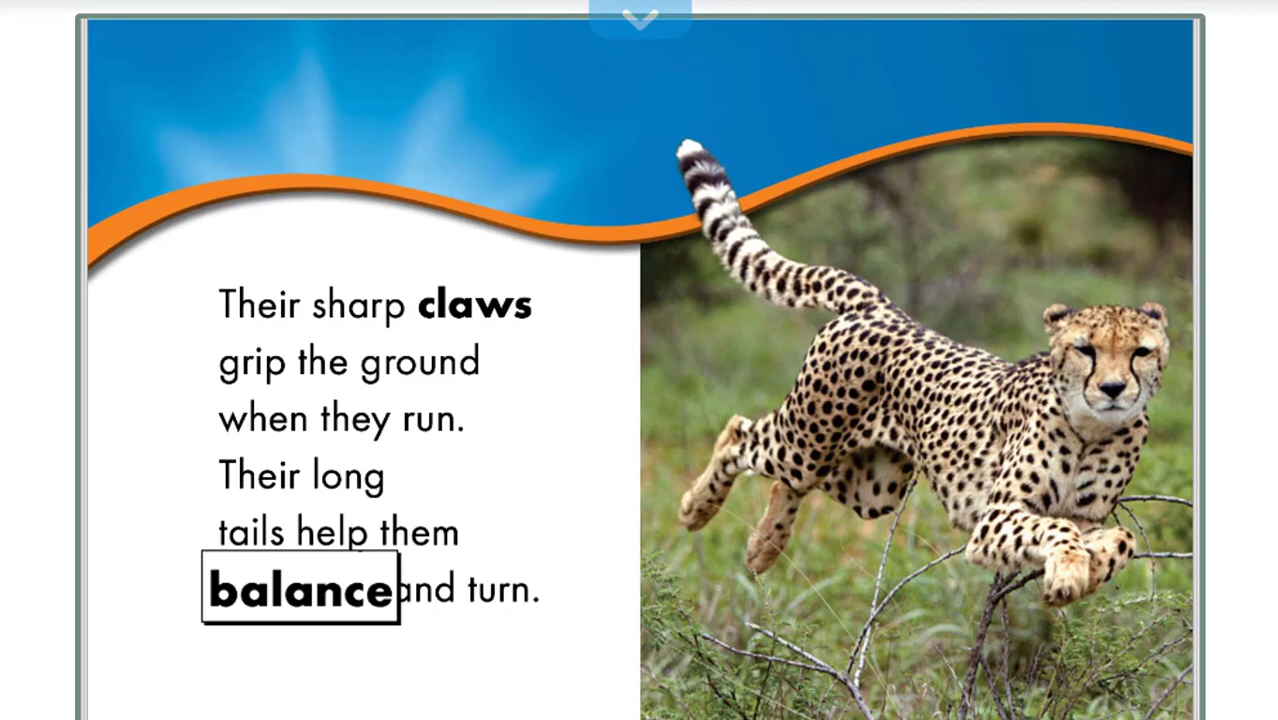 Their sharp claws
grip the ground
when they run.
Their long
tails help them
balance and turn.